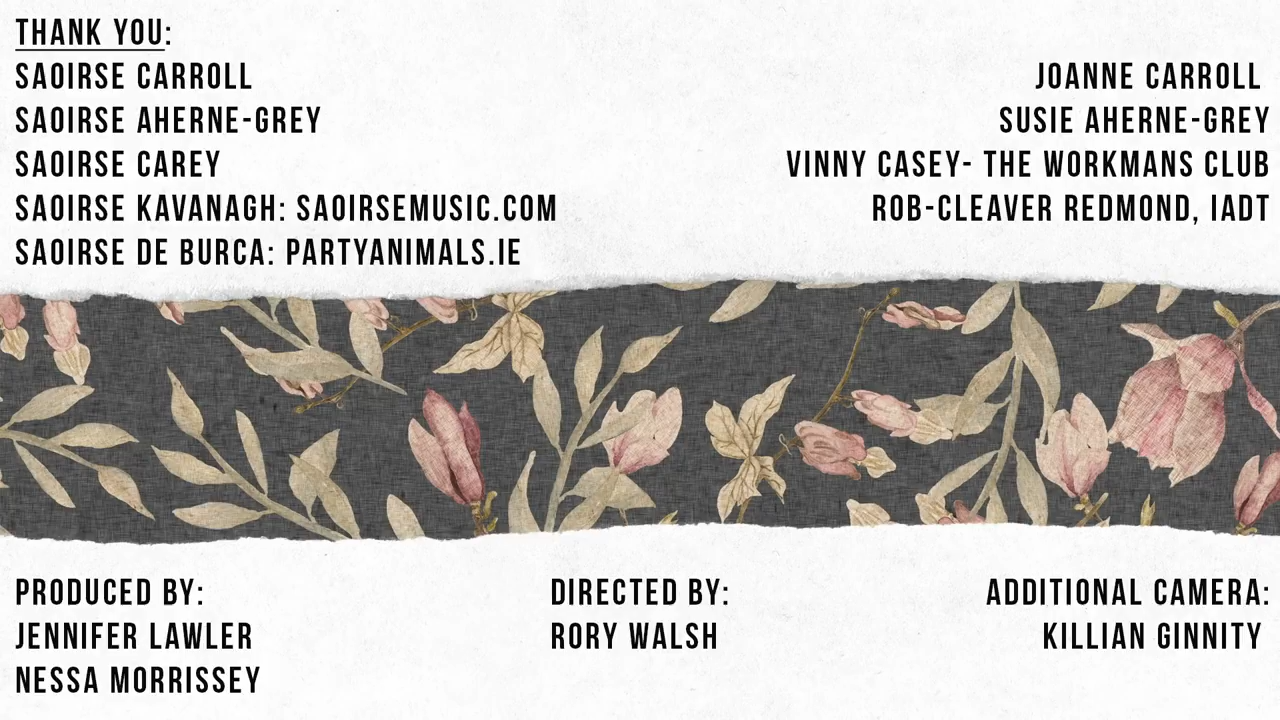 THANK YOU:
SAOIRSE CARROLL
SAOIRSE AHERNE-GREY
SAOIRSE CAREY
SAOIRSE KAVANAGH: SAOIRSEMUSIC.COM
SAOIRSE DE BURCA: PARTYANIMALS.IE
JOANNE CARROLL
SUSIE AHERNE-GREY
VINNY CASEY- THE WORKMANS CLUB
ROB-CLEAVER REDMOND, IADT
PRODUCED BY:
JENNIFER LAWLER
NESSA MORRISSEY
DIRECTED BY:
RORY WALSH
ADDITIONAL CAMERA:
KILLIAN GINNITY